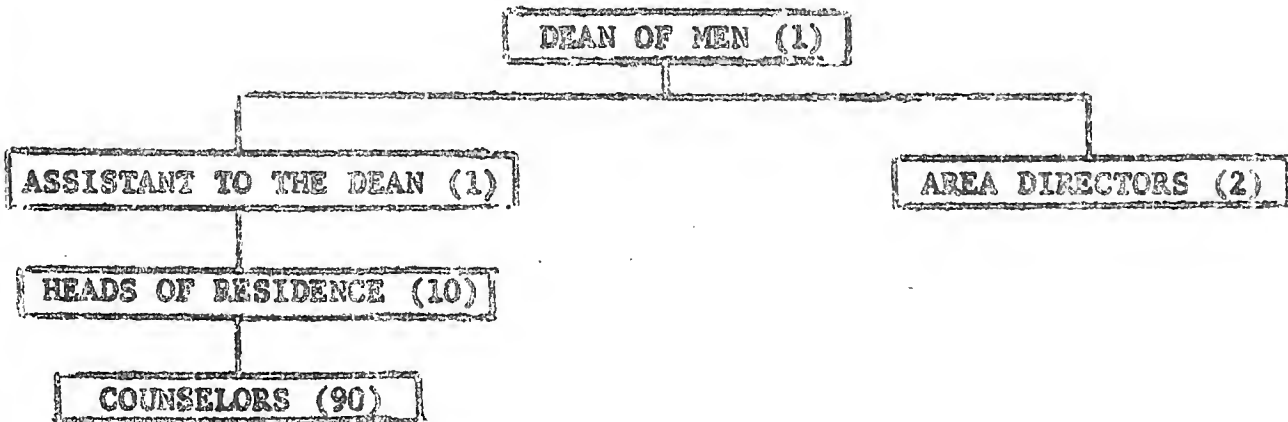 DEAN OF MEN (1)
ASSISTANT TO THE DEAN (1)
AREA DIRECTORS (2)
HEADS OF RESIDENCE (10)
COUNSELORS (90)